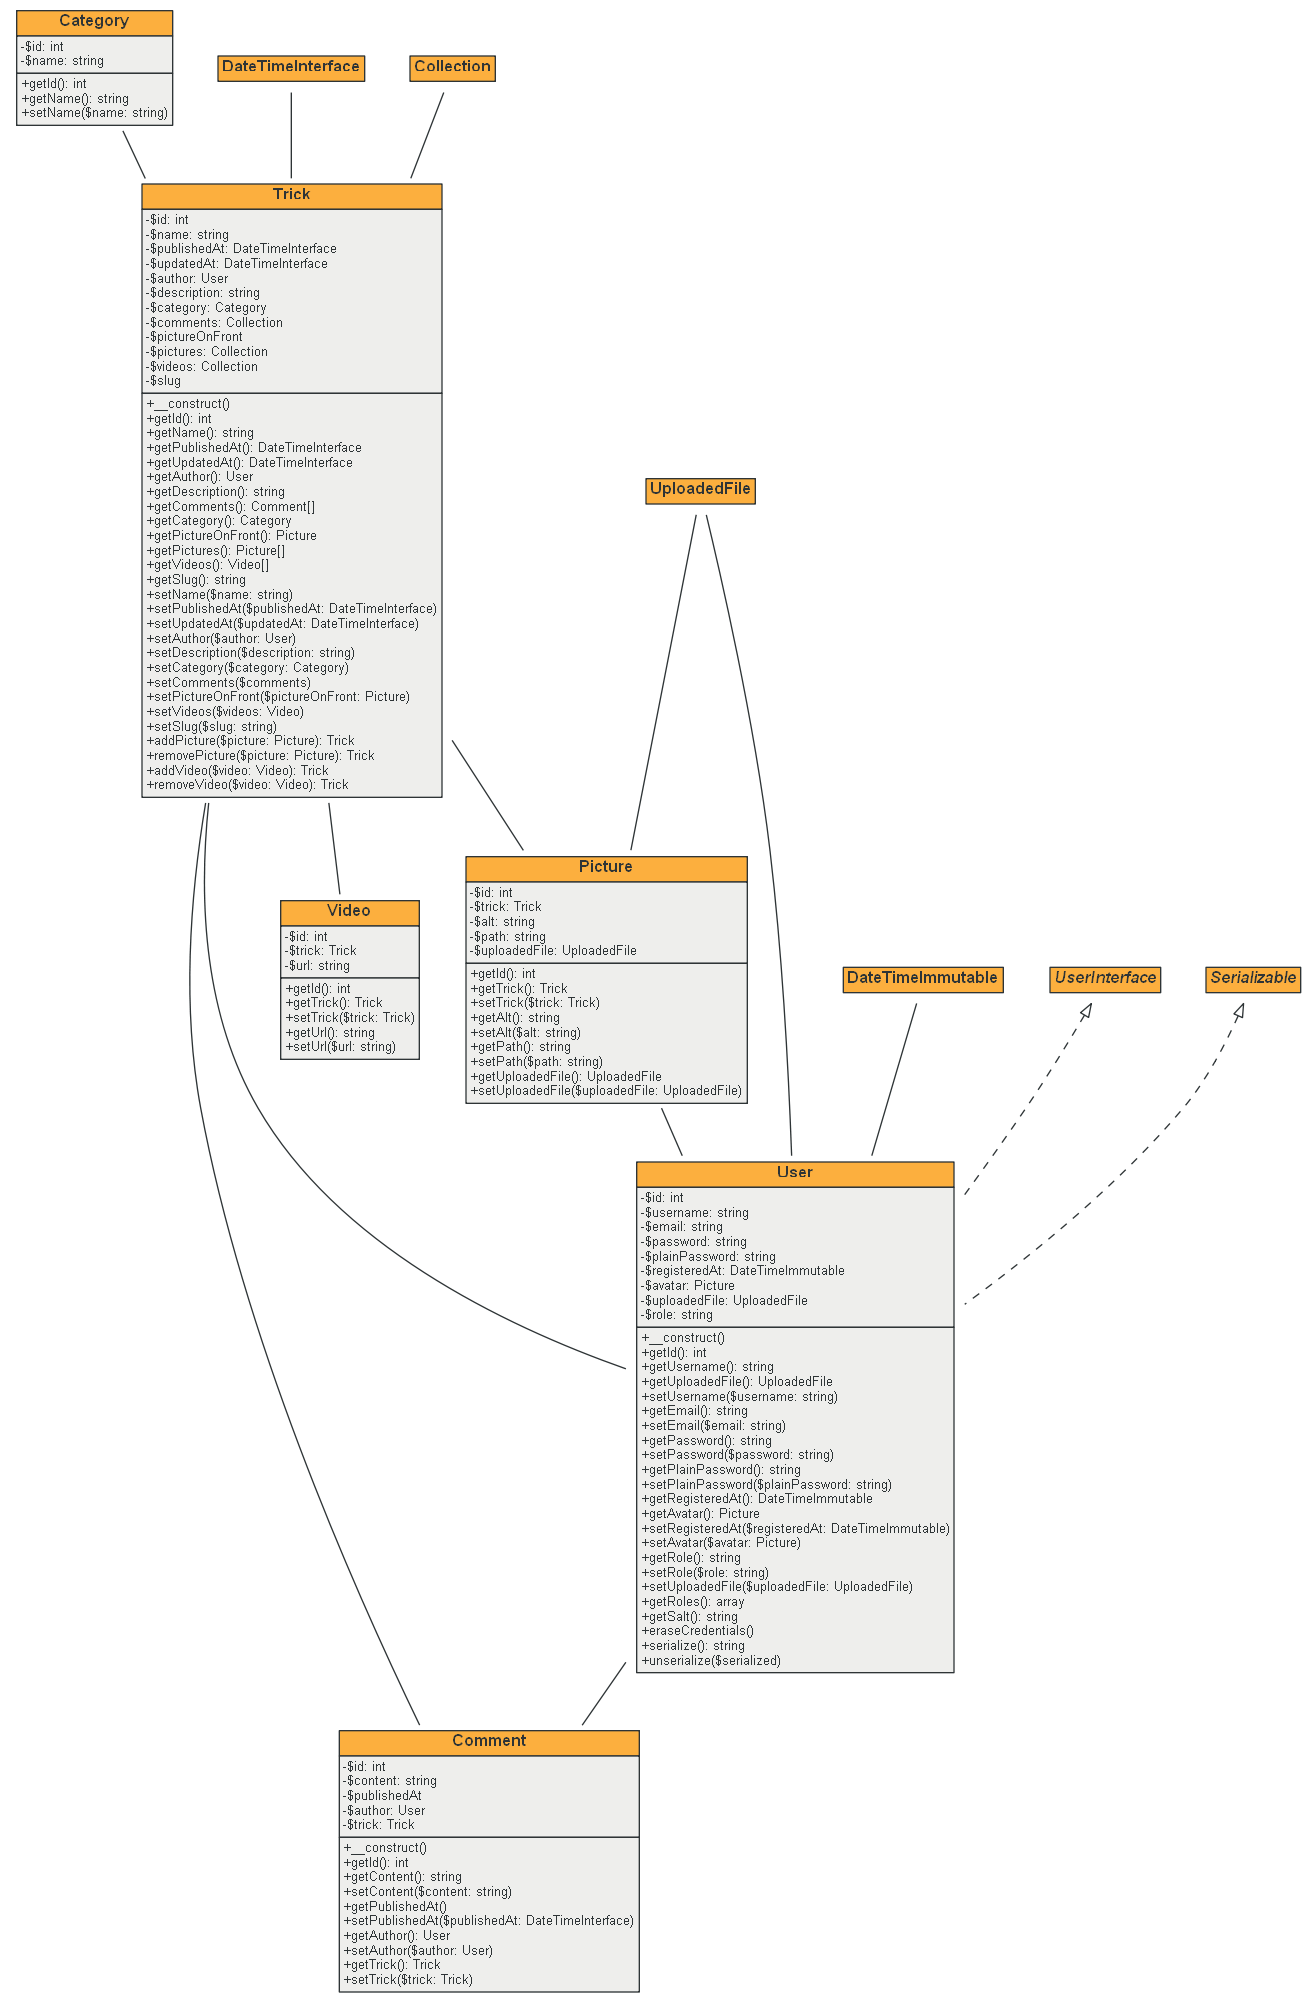 Category
-$id: int
-$name: string
+getId(): int
+getName(): string
+setName($name: string)
DateTimeInterface
Collection
Trick
-$id: int
-$name: string
-$publishedAt: DateTimeInterface
-$updatedAt: DateTimeInterface
-$author: User
-$description: string
-$category: Category
-$comments: Collection
-$pictureOnFront
-$pictures: Collection
-$videos: Collection
-$slug
+__construct()
+getId(): int
+getName(): string
+getPublishedAt(): DateTimeInterface
+getUpdatedAt(): DateTimeInterface
+getAuthor(): User
+getDescription(): string
+getComments(): Comment[]
+getCategory(): Category
+getPictureOnFront(): Picture
+getPictures(): Picture[]
+getVideos(): Video[]
+getSlug(): string
+setName($name: string)
+setPublishedAt($publishedAt: DateTimeInterface)
+setUpdatedAt($updatedAt: DateTimeInterface)
+setAuthor($author: User)
+setDescription($description: string)
+setCategory($category: Category)
+setComments($comments)
+setPictureOnFront($pictureOnFront: Picture)
+setVideos($videos: Video)
+setSlug($slug: string)
+addPicture($picture: Picture): Trick
+removePicture($picture: Picture): Trick
+addVideo($video: Video): Trick
+removeVideo($video: Video): Trick
UploadedFile
Picture
-$id: int
-$trick: Trick
-$alt: string
-$path: string
-$uploadedFile: UploadedFile
+getId(): int
+getTrick(): Trick
+setTrick($trick: Trick)
+getAlt(): string
+setAlt($alt: string)
+getPath(): string
+setPath($path: string)
+getUploadedFile(): UploadedFile
+setUploadedFile($uploadedFile: UploadedFile)
Video
-$id: int
-$trick: Trick
-$url: string
+getId(): int
+getTrick(): Trick
+setTrick($trick: Trick)
+getUrl(): string
+setUrl($url: string)
DateTimeImmutable
UserInterface
Serializable
User
-$id: int
-$username: string
-$email: string
-$password: string
-$plainPassword: string
-$registeredAt: DateTimeImmutable
-$avatar: Picture
-$uploadedFile: UploadedFile
-$role: string
+__construct()
+getId(): int
+getUsername(): string
+getUploadedFile(): UploadedFile
+setUsername($username: string)
+getEmail(): string
+setEmail($email: string)
+getPassword(): string
+setPassword($password: string)
+getPlainPassword(): string
+setPlainPassword($plainPassword: string)
+getRegisteredAt(): DateTimeImmutable
+getAvatar(): Picture
+setRegisteredAt($registeredAt: DateTimeImmutable)
+setAvatar($avatar: Picture)
+getRole(): string
+setRole($role: string)
+setUploadedFile($uploadedFile: UploadedFile)
+getRoles(): array
+getSalt(): string
+eraseCredentials()
+serialize(): string
+unserialize($serialized)
Comment
-$id: int
-$content: string
-$publishedAt
-$author: User
-$trick: Trick
+__construct()
+getId(): int
+getContent(): string
+setContent($content: string)
+getPublishedAt()
+setPublishedAt($publishedAt: DateTimeInterface)
+getAuthor(): User
+setAuthor($author: User)
+getTrick(): Trick
+setTrick($trick: Trick)